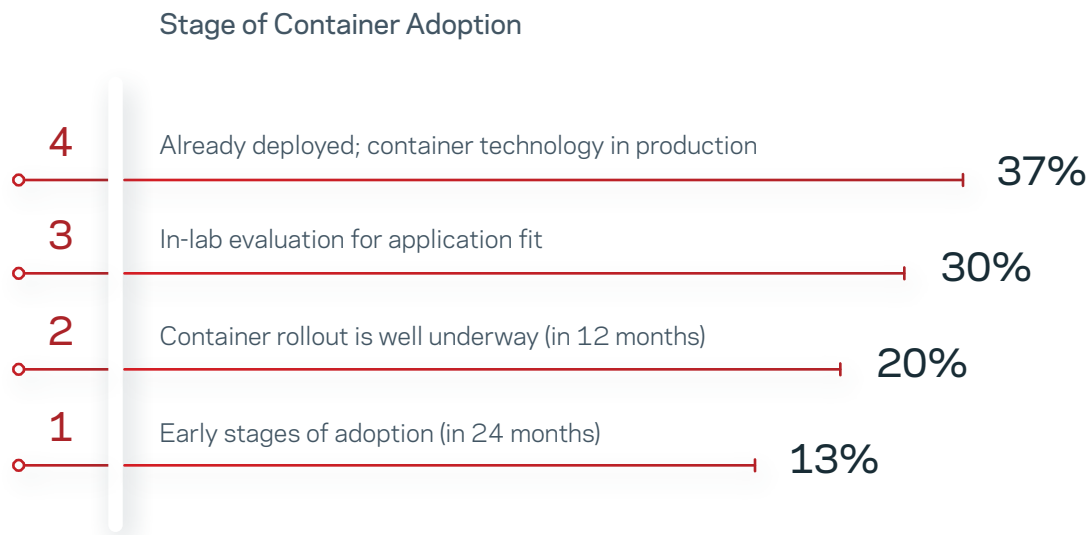 Stage of Container Adoption
4
Already deployed; container technology in production
37%
3
In-lab evaluation for application fit
30%
2
Container rollout is well underway (in 12 months)
20%
1
Early stages of adoption (in 24 months)
13%